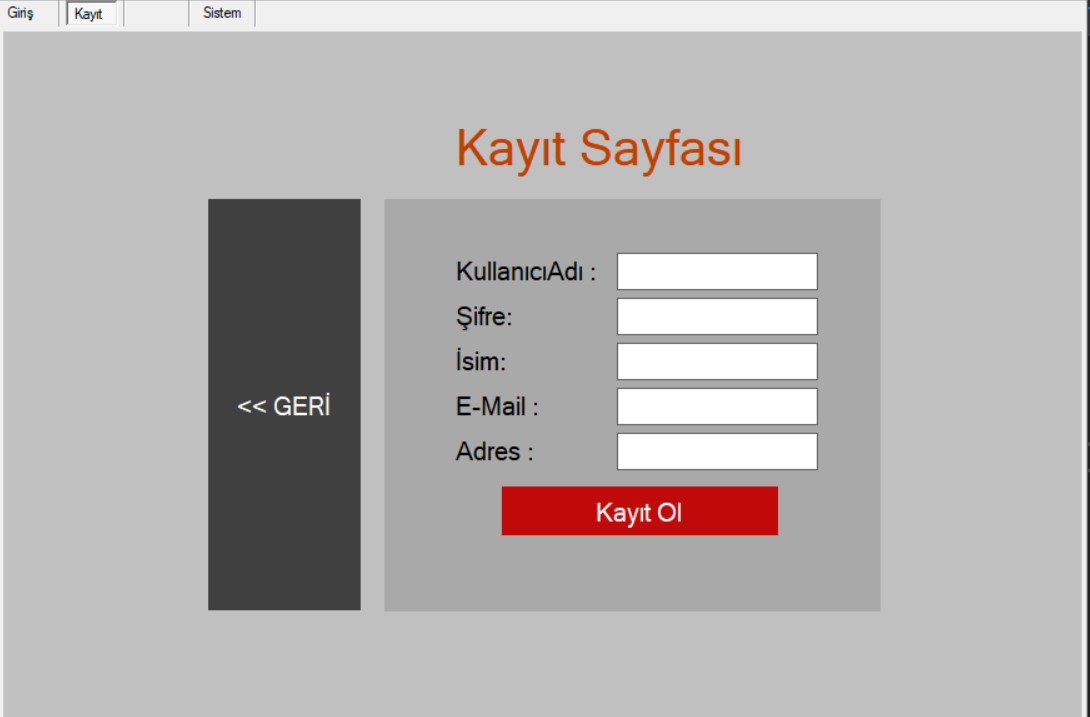 Giriş Kayıt Sistem
Kayıt Sayfası
KullanıcıAdı :
Şifre:
İsim:
<< GERİ
E-Mail :
Adres :
Kayıt Ol